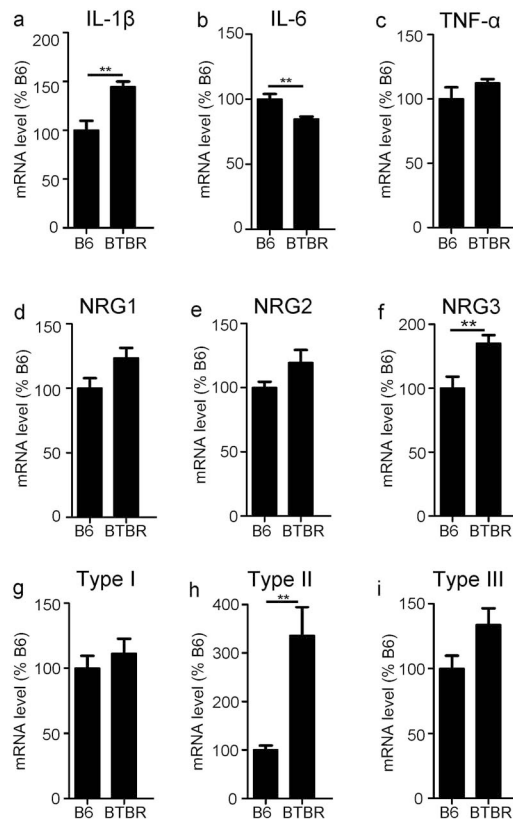 a
IL-1β
mRNA level (% B6)
200
150
100
50
0
**
B6
BTBR
b
IL-6
mRNA level (% B6)
150
100
50
0
**
B6
BTBR
c
TNF-α
mRNA level (% B6)
150
100
50
0
B6
BTBR
d
NRG1
mRNA level (% B6)
150
100
50
0
B6
BTBR
e
NRG2
mRNA level (% B6)
150
100
50
0
B6
BTBR
f
NRG3
mRNA level (% B6)
200
100
0
**
B6
BTBR
g
Type I
mRNA level (% B6)
150
100
50
0
B6
BTBR
h
Type II
mRNA level (% B6)
400
300
200
100
0
**
B6
BTBR
i
Type III
mRNA level (% B6)
150
100
50
0
B6
BTBR